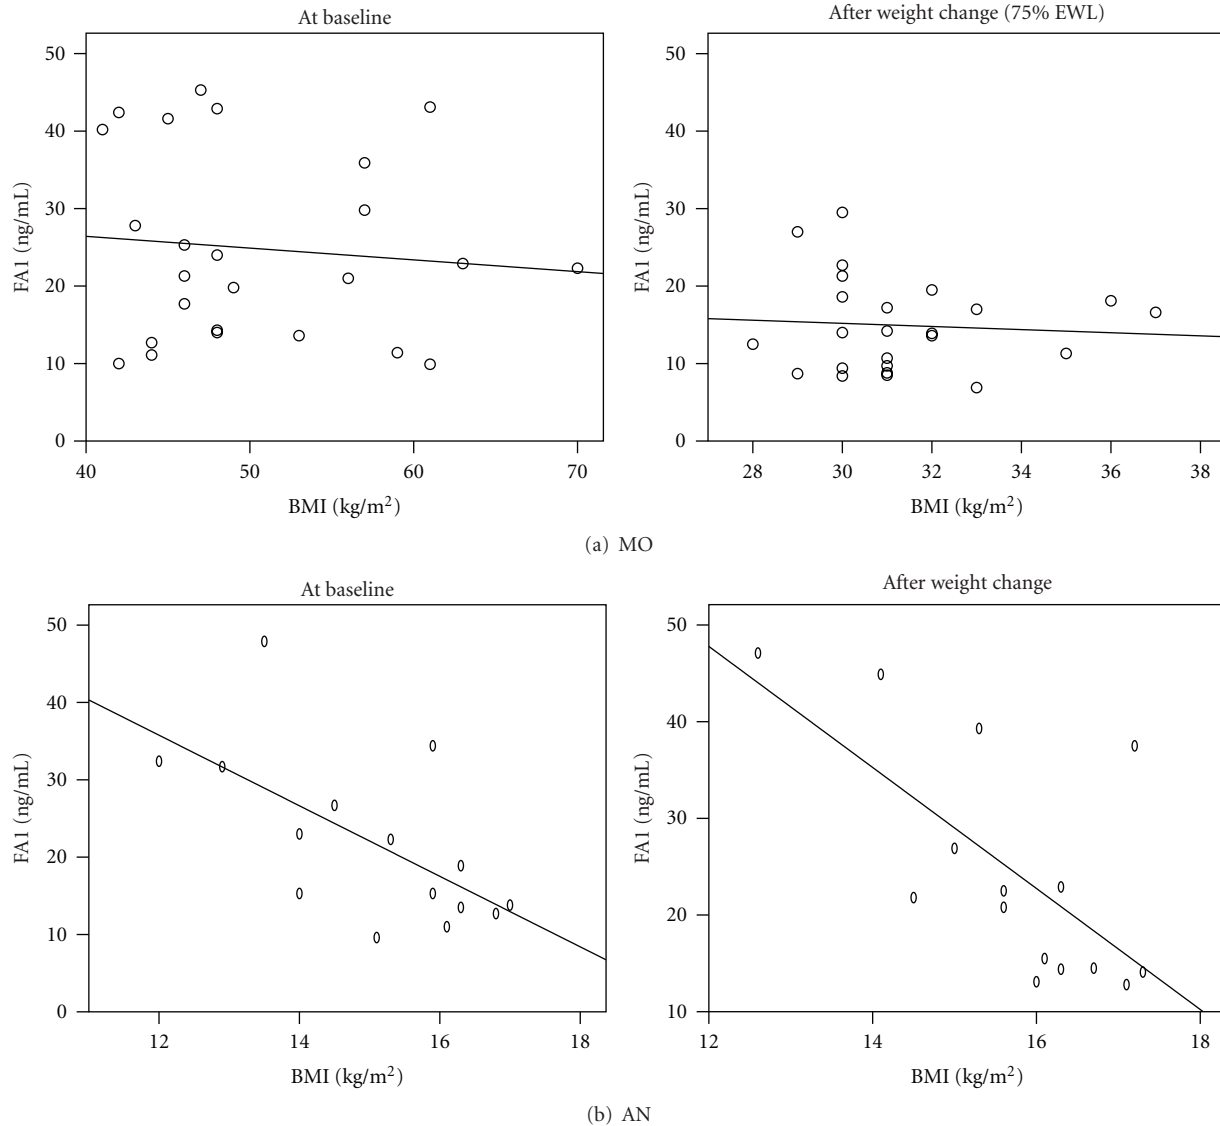 At baseline
After weight change (75% EWL)
FA1 (ng/mL)
50
40
30
20
10
0
40
50
60
70
BMI (kg/m²)
FA1 (ng/mL)
50
40
30
20
10
0
28
30
32
34
36
38
BMI (kg/m²)
(a) MO
At baseline
After weight change
FA1 (ng/mL)
50
40
30
20
10
0
12
14
16
18
BMI (kg/m²)
FA1 (ng/mL)
50
40
30
20
10
12
14
16
18
BMI (kg/m²)
(b) AN